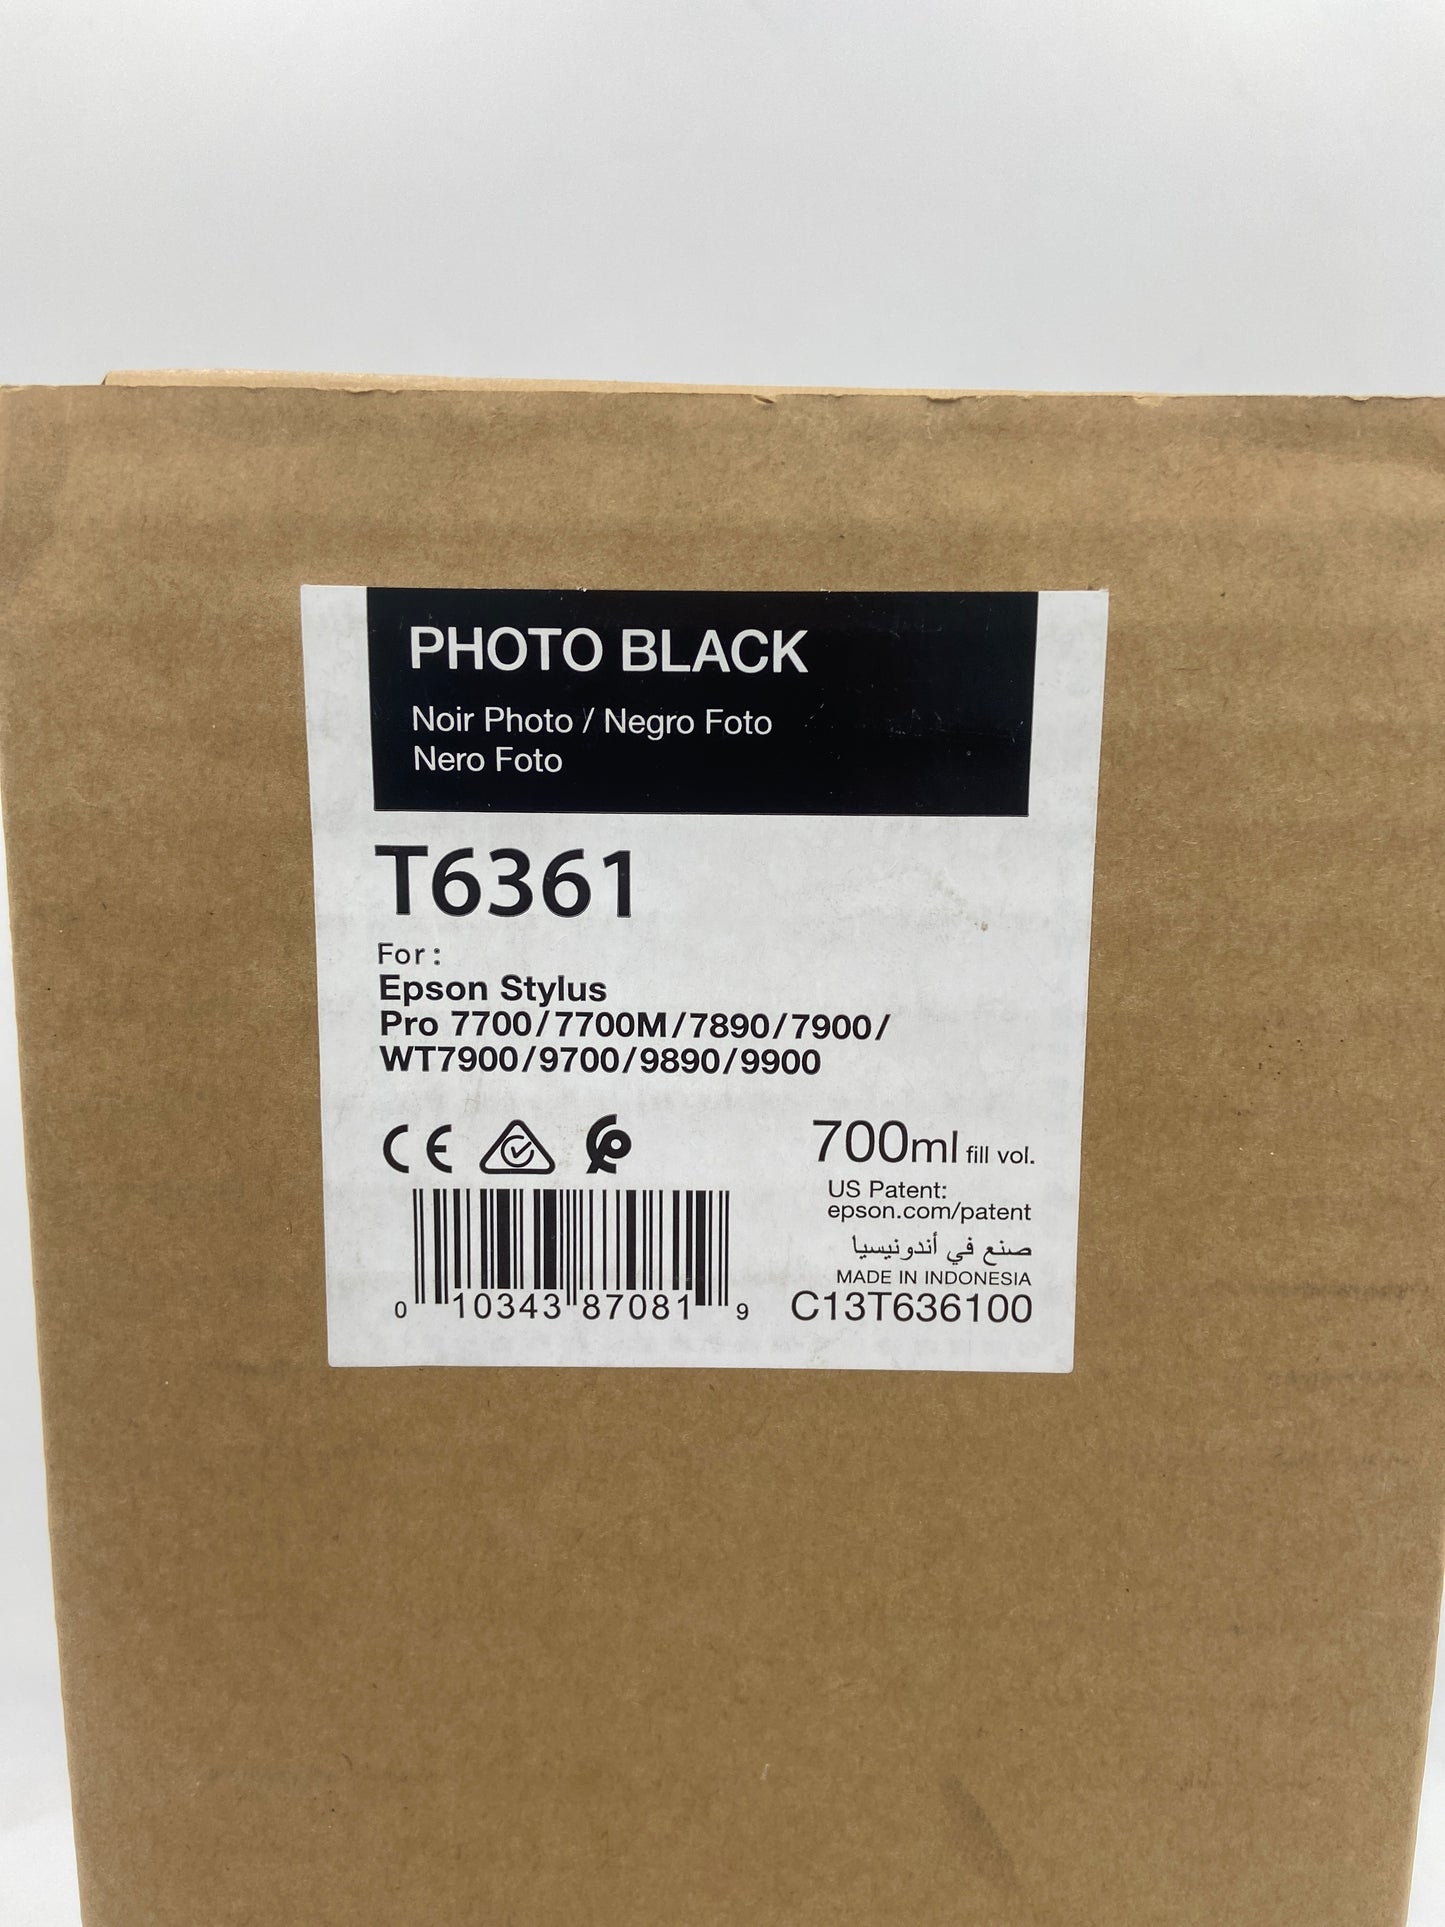 PHOTO BLACK
Noir Photo / Negro Foto
Nero Foto
T6361
For:
Epson Stylus
Pro 7700/7700M/7890/7900/
WT7900/9700/9890/9900
CE
700ml fill vol.
US Patent:
epson.com/patent
صنع في أندونيسيا
MADE IN INDONESIA
C13T636100
0 10343 87081 9